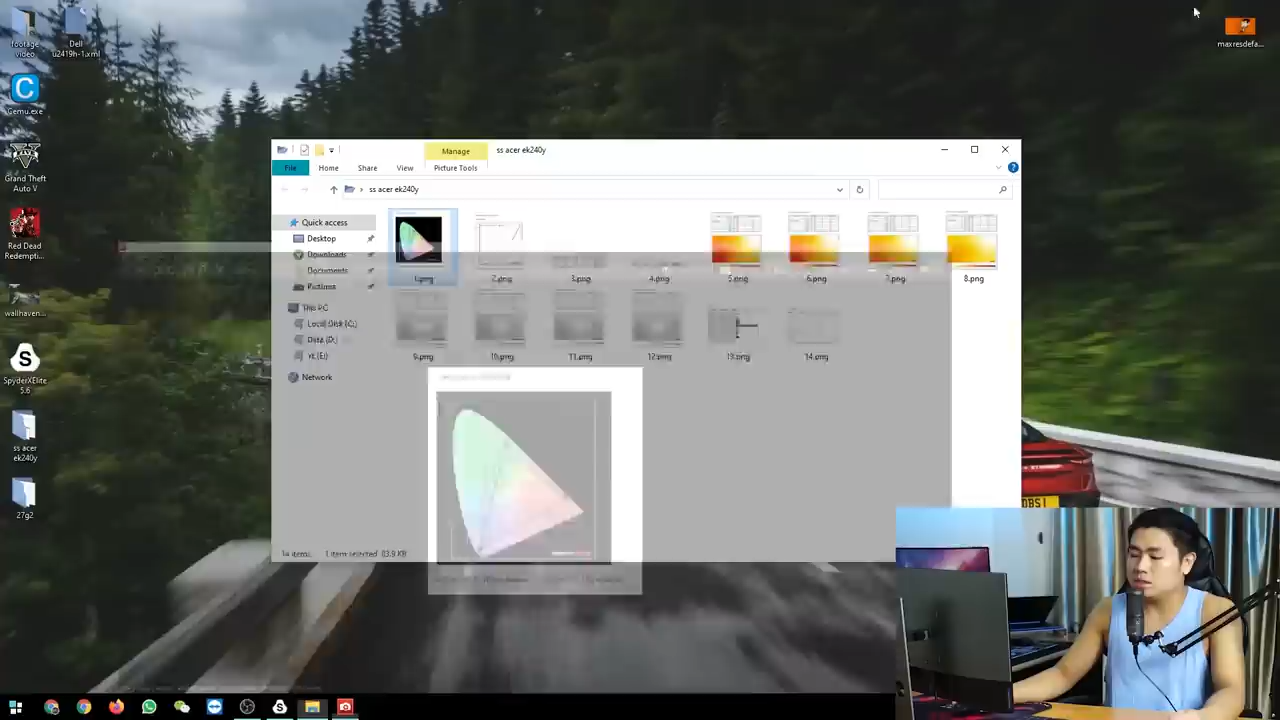 footage
video
Dell
u2419h-1.xml
maxresdefa...
Cemu.exe
Manage
ss acer ek240y
File
Home
Share
View
Picture Tools
ss acer ek240y
Grand Theft
Auto V
Quick access
Desktop
Downloads
Documents
Pictures
This PC
Local Disk (C:)
Data (D:)
Network
1.png
2.png
3.png
4.png
5.png
6.png
7.png
8.png
9.png
10.png
11.png
12.png
13.png
14.png
Red Dead
Redempti...
wallhaven...
SpyderXElite
5.6
ss acer
ek240y
27g2
14 items
1 item selected 83.9 KB